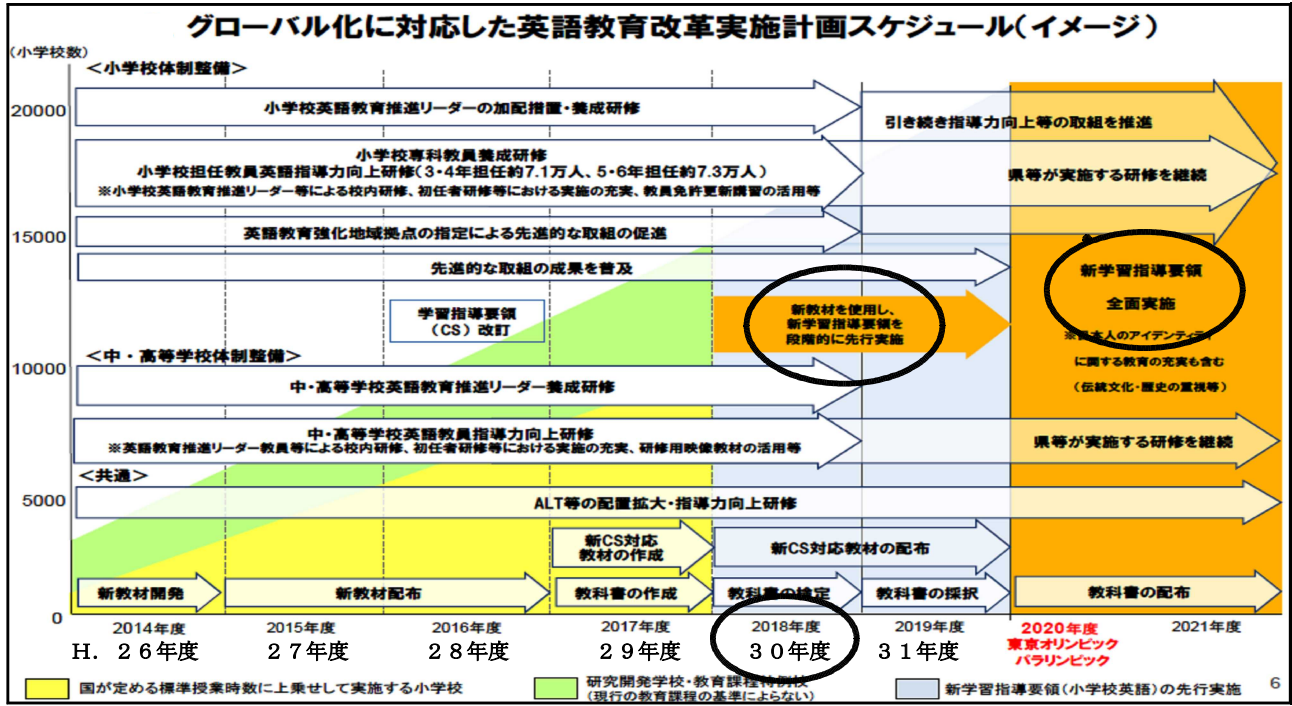 グローバル化に対応した英語教育改革実施計画スケジュール(イメージ)
(小学校数)
＜小学校体制整備＞
20000
小学校英語教育推進リーダーの加配措置・養成研修
引き続き指導力向上等の取組を推進
小学校専科教員養成研修
小学校担任教員英語指導力向上研修(3・4年担任約7.1万人、5・6年担任約7.3万人)
※小学校英語教育推進リーダー等による校内研修、初任者研修等における実施の充実、教員免許更新講習の活用等
県等が実施する研修を継続
15000
英語教育強化地域拠点の指定による先進的な取組の促進
先進的な取組の成果を普及
新学習指導要領
全面実施
※日本人のアイデンティティ
に関する教育の充実も含む
(伝統文化・歴史の重視等)
学習指導要領
(CS)改訂
新教材を使用し、
新学習指導要領を
段階的に先行実施
＜中・高等学校体制整備＞
10000
中・高等学校英語教育推進リーダー養成研修
中・高等学校英語教員指導力向上研修
※英語教育推進リーダー教員等による校内研修、初任者研修等における実施の充実、研修用映像教材の活用等
県等が実施する研修を継続
＜共通＞
5000
ALT等の配置拡大・指導力向上研修
新CS対応
教材の作成
新CS対応教材の配布
新教材開発
新教材配布
教科書の作成
教科書の検定
教科書の採択
教科書の配布
0
2014年度 2015年度 2016年度 2017年度 2018年度 2019年度 2020年度 2021年度
東京オリンピック
パラリンピック
H．２６年度 ２７年度 ２８年度 ２９年度 ３０年度 ３１年度
国が定める標準授業時数に上乗せして実施する小学校
研究開発学校・教育課程特例校
(現行の教育課程の基準によらない)
新学習指導要領(小学校英語)の先行実施
6